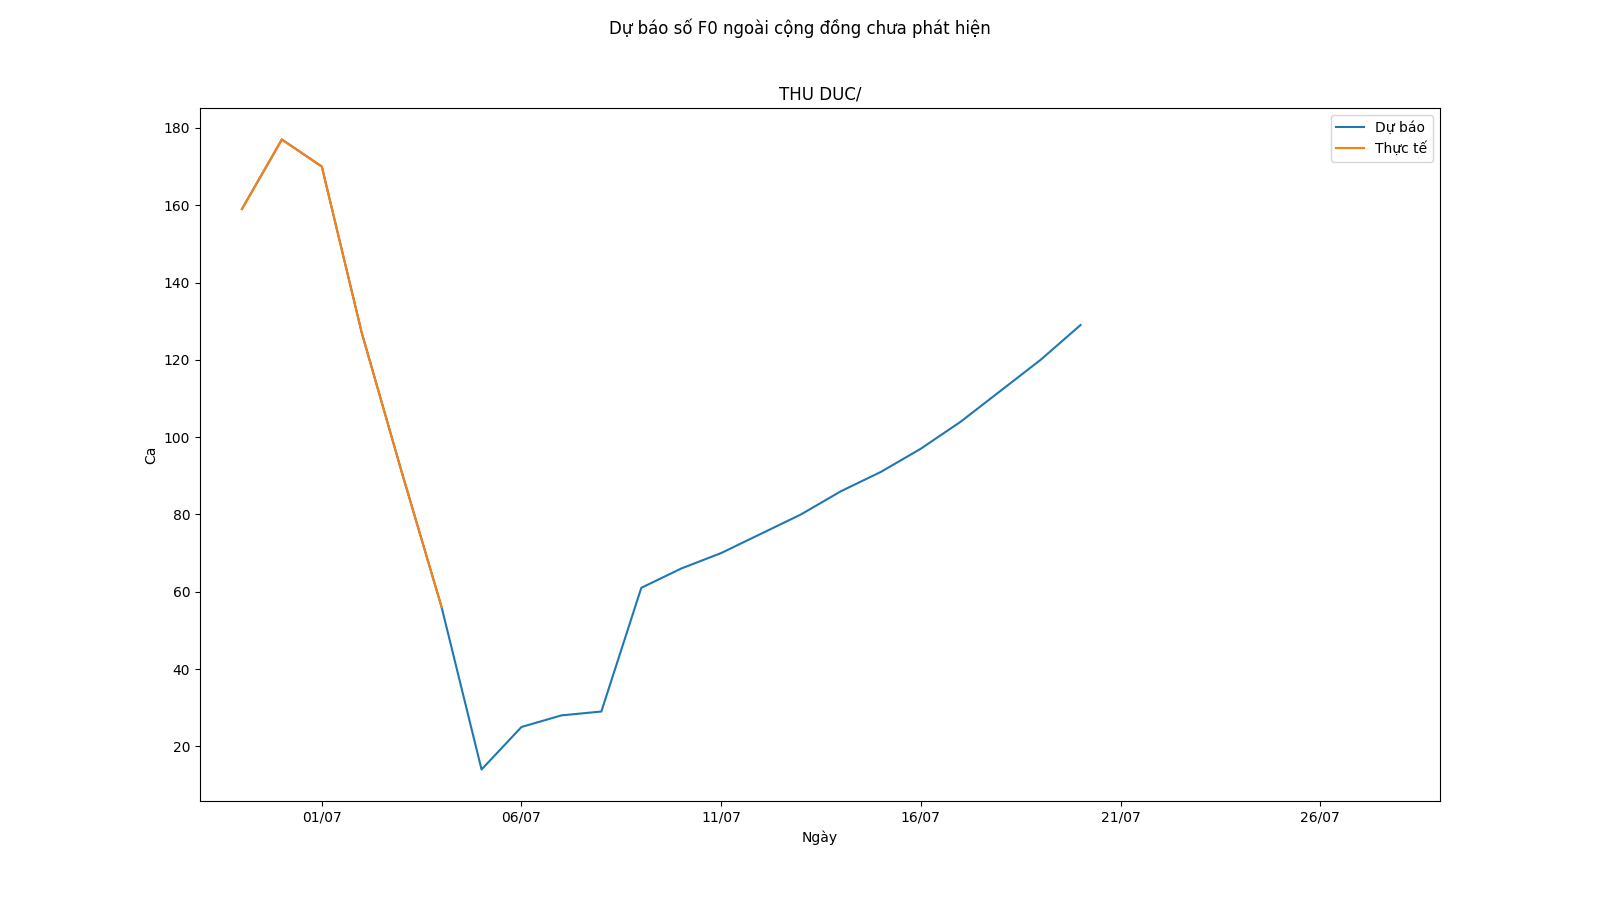 Dự báo số F0 ngoài cộng đồng chưa phát hiện
THU DUC/
Dự báo
Thực tế
180
160
140
120
100
80
60
40
20
Ca
01/07
06/07
11/07
16/07
21/07
26/07
Ngày